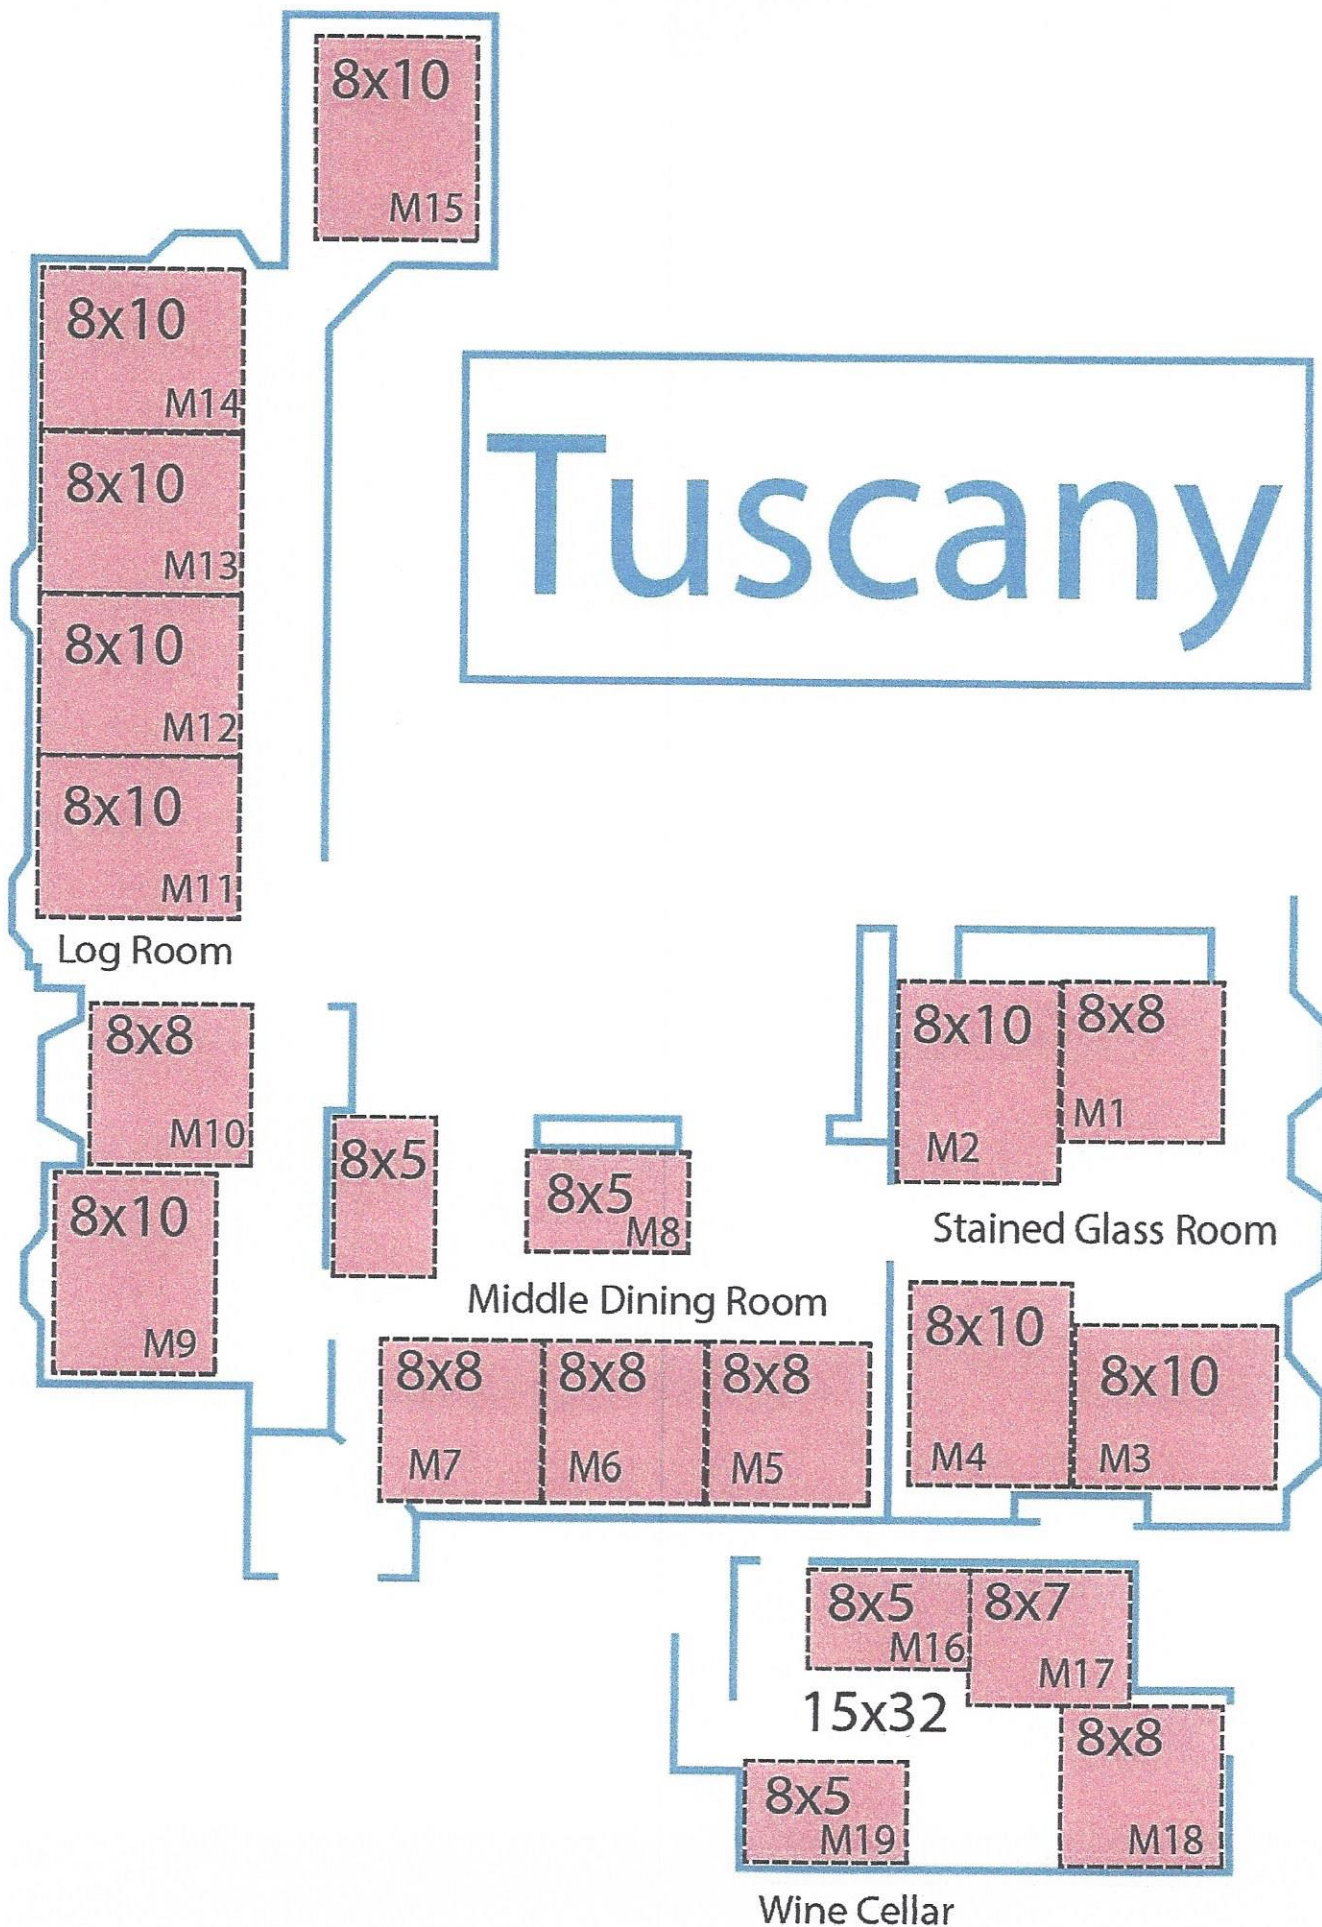 8x10
M15
8x10
M14
8x10
M13
8x10
M12
8x10
M11
Log Room
Tuscany
8x8
M10
8x10
M9
8x5
8x5
M8
Middle Dining Room
8x8
M7
8x8
M6
8x8
M5
8x10
M2
8x8
M1
Stained Glass Room
8x10
M4
8x10
M3
8x5
M16
8x7
M17
15x32
8x8
M18
8x5
M19
Wine Cellar